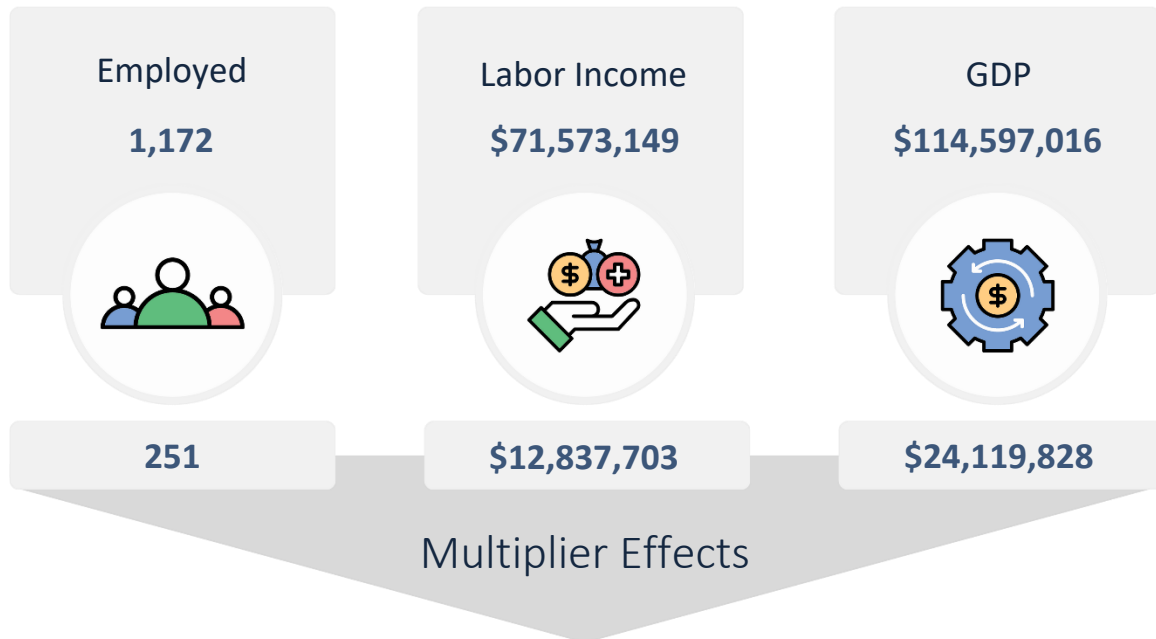 Employed
1,172
Labor Income
$71,573,149
GDP
$114,597,016
$
$
251
$12,837,703
$24,119,828
Multiplier Effects